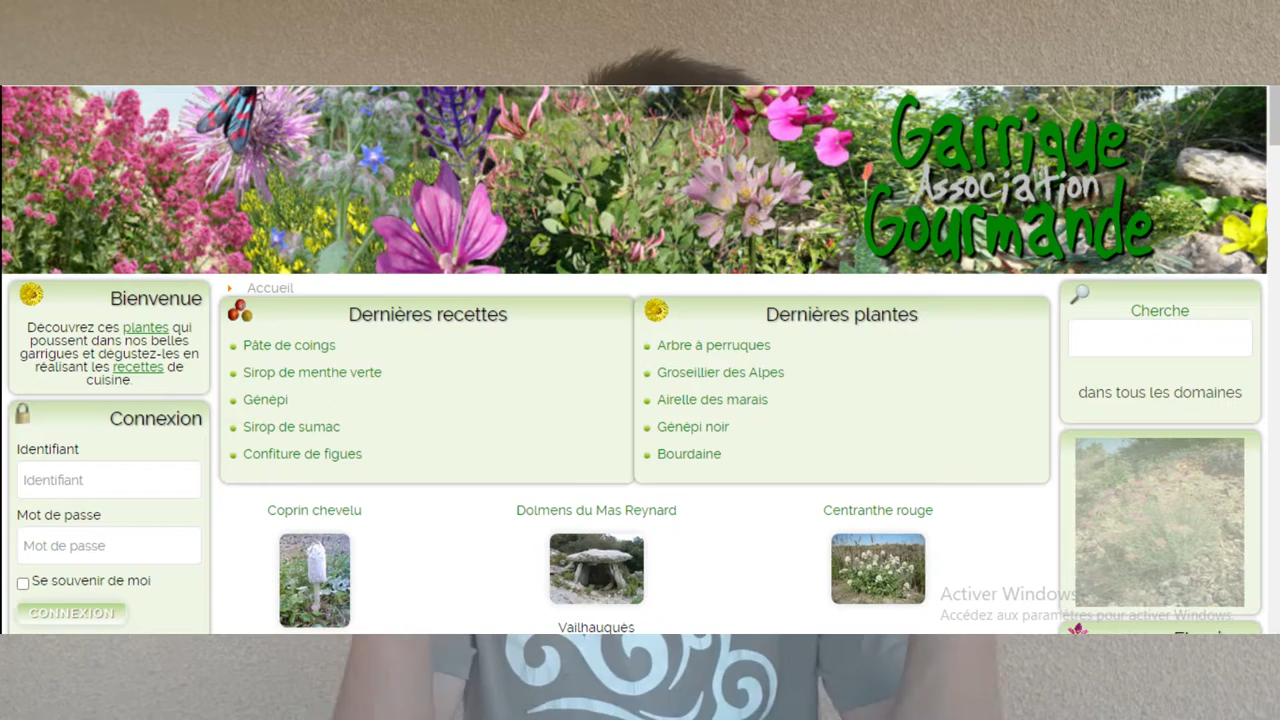 Garrigue
Association
Gourmande
Bienvenue
Découvrez ces plantes qui
poussent dans nos belles
garrigues et dégustez-les en
réalisant les recettes de
cuisine.
Connexion
Identifiant
Identifiant
Mot de passe
Mot de passe
Se souvenir de moi
CONNEXION
Accueil
Dernières recettes
Pâte de coings
Sirop de menthe verte
Génépi
Sirop de sumac
Confiture de figues
Dernières plantes
Arbre à perruques
Groseillier des Alpes
Airelle des marais
Génépi noir
Bourdaine
Coprin chevelu
Dolmens du Mas Reynard
Vailhauquès
Centranthe rouge
Cherche
dans tous les domaines
Activer Windows
Accédez aux paramètres pour activer Windows.